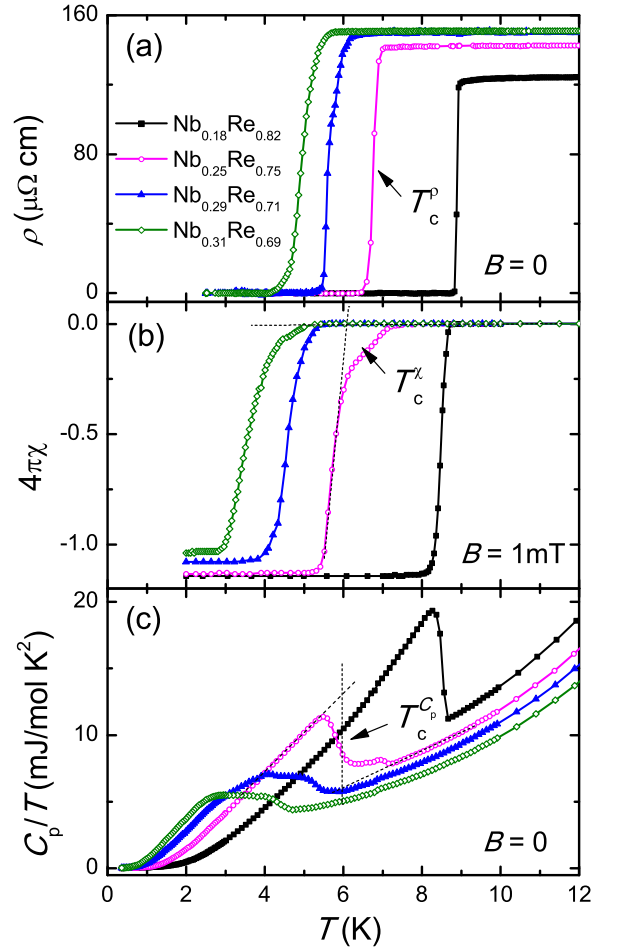 160
(a)
Nb0.18Re0.82
Nb0.25Re0.75
80
Nb0.29Re0.71
Nb0.31Re0.69
Tcρ
ρ (μΩ cm)
B = 0
0
0.0
(b)
Tcχ
-0.5
4πχ
-1.0
B = 1mT
20
(c)
TcCp
10
Cp/T (mJ/mol K2)
B = 0
0
0 2 4 6 8 10 12
T (K)